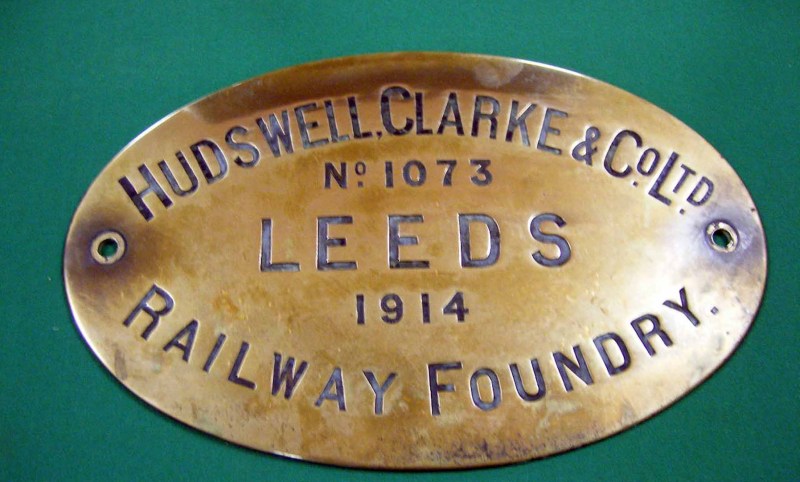 HUDSWELL, CLARKE & Co LTD.
No 1073
LEEDS
1914
RAILWAY FOUNDRY.